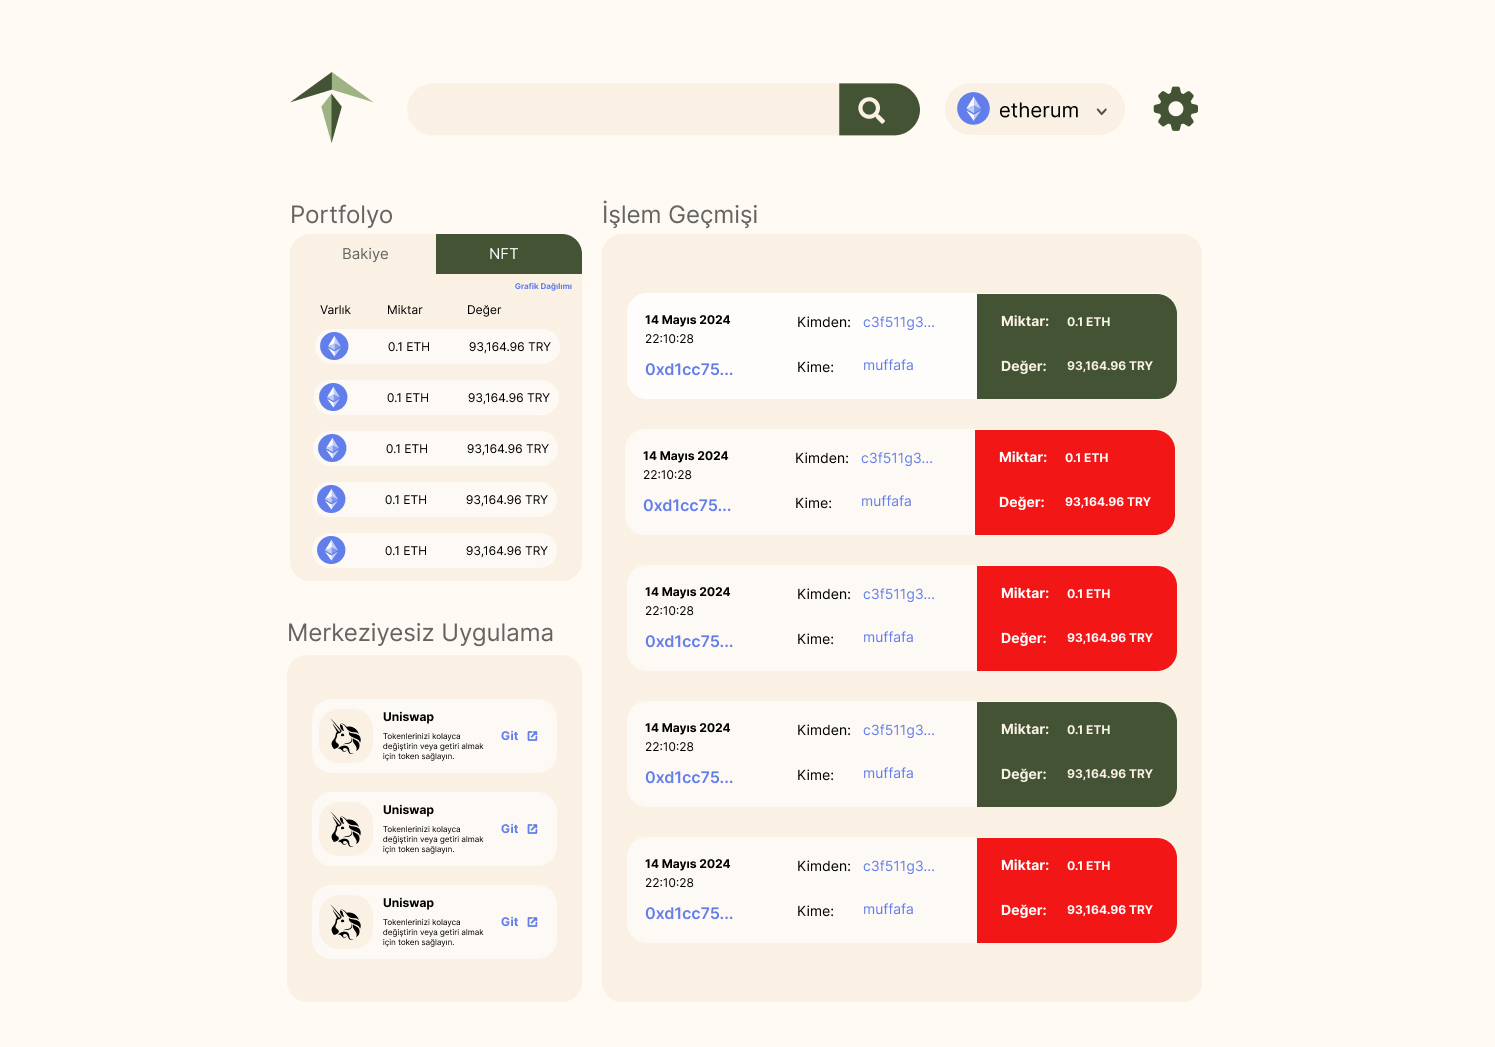 etherum
Portfolyo
Bakiye
NFT
Grafik Dağılımı
Varlık Miktar Değer
0.1 ETH 93,164.96 TRY
0.1 ETH 93,164.96 TRY
0.1 ETH 93,164.96 TRY
0.1 ETH 93,164.96 TRY
0.1 ETH 93,164.96 TRY
Merkeziyesiz Uygulama
Uniswap
Tokenlerinizi kolayca
değiştirin veya getiri almak
için token sağlayın.
Git
Uniswap
Tokenlerinizi kolayca
değiştirin veya getiri almak
için token sağlayın.
Git
Uniswap
Tokenlerinizi kolayca
değiştirin veya getiri almak
için token sağlayın.
Git
İşlem Geçmişi
14 Mayıs 2024
22:10:28
0xd1cc75...
Kimden: c3f511g3...
Kime: muffafa
Miktar: 0.1 ETH
Değer: 93,164.96 TRY
14 Mayıs 2024
22:10:28
0xd1cc75...
Kimden: c3f511g3...
Kime: muffafa
Miktar: 0.1 ETH
Değer: 93,164.96 TRY
14 Mayıs 2024
22:10:28
0xd1cc75...
Kimden: c3f511g3...
Kime: muffafa
Miktar: 0.1 ETH
Değer: 93,164.96 TRY
14 Mayıs 2024
22:10:28
0xd1cc75...
Kimden: c3f511g3...
Kime: muffafa
Miktar: 0.1 ETH
Değer: 93,164.96 TRY
14 Mayıs 2024
22:10:28
0xd1cc75...
Kimden: c3f511g3...
Kime: muffafa
Miktar: 0.1 ETH
Değer: 93,164.96 TRY